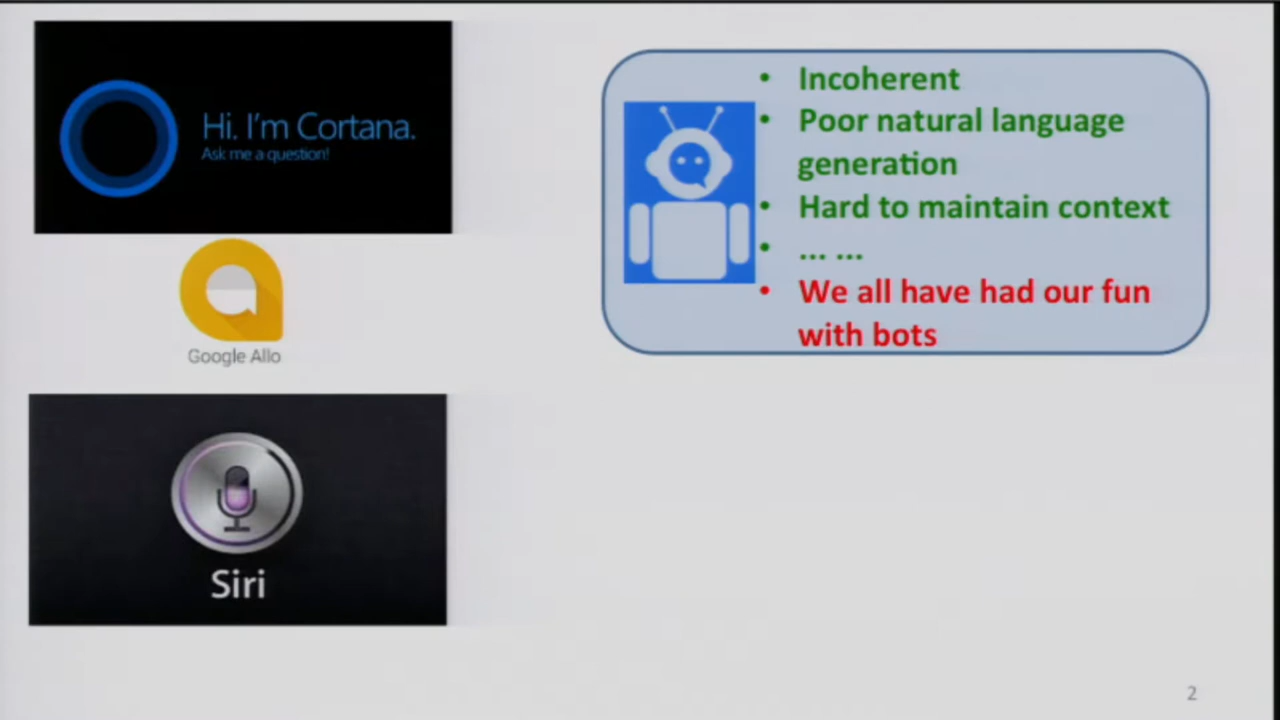 Hi. I'm Cortana.
Ask me a question!
Google Allo
Siri
• Incoherent
• Poor natural language
generation
• Hard to maintain context
• ... ...
• We all have had our fun
with bots
2